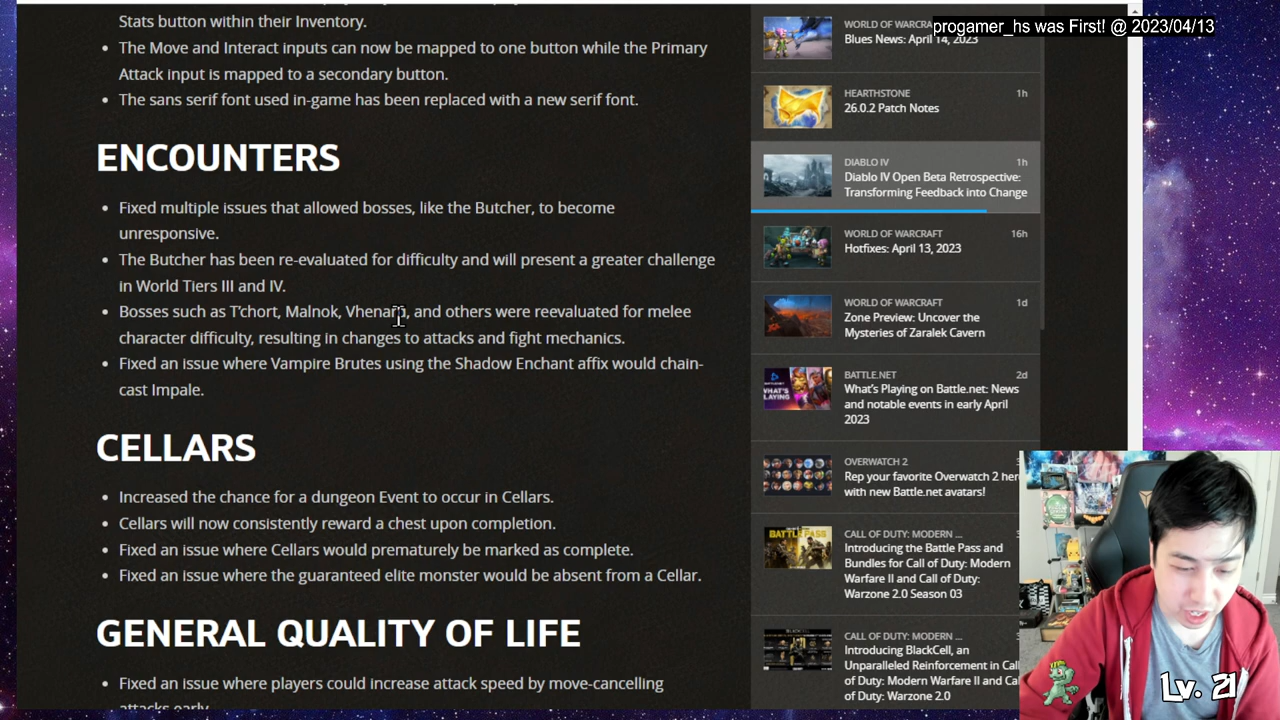 Stats button within their Inventory.
The Move and Interact inputs can now be mapped to one button while the Primary
Attack input is mapped to a secondary button.
The sans serif font used in-game has been replaced with a new serif font.
ENCOUNTERS
Fixed multiple issues that allowed bosses, like the Butcher, to become
unresponsive.
The Butcher has been re-evaluated for difficulty and will present a greater challenge
in World Tiers III and IV.
Bosses such as T'chort, Malnok, Vhenard, and others were reevaluated for melee
character difficulty, resulting in changes to attacks and fight mechanics.
Fixed an issue where Vampire Brutes using the Shadow Enchant affix would chain-
cast Impale.
CELLARS
Increased the chance for a dungeon Event to occur in Cellars.
Cellars will now consistently reward a chest upon completion.
Fixed an issue where Cellars would prematurely be marked as complete.
Fixed an issue where the guaranteed elite monster would be absent from a Cellar.
GENERAL QUALITY OF LIFE
Fixed an issue where players could increase attack speed by move-cancelling
attacks early.
progamer_hs was First! @ 2023/04/13
WORLD OF WARCRA
Blues News: April 14, 2023
HEARTHSTONE 1h
26.0.2 Patch Notes
DIABLO IV 1h
Diablo IV Open Beta Retrospective:
Transforming Feedback into Change
WORLD OF WARCRAFT 16h
Hotfixes: April 13, 2023
WORLD OF WARCRAFT 1d
Zone Preview: Uncover the
Mysteries of Zaralek Cavern
BATTLE.NET 2d
What's Playing on Battle.net: News
and notable events in early April
2023
OVERWATCH 2
Rep your favorite Overwatch 2 her
with new Battle.net avatars!
CALL OF DUTY: MODERN ...
Introducing the Battle Pass and
Bundles for Call of Duty: Modern
Warfare II and Call of Duty:
Warzone 2.0 Season 03
CALL OF DUTY: MODERN ...
Introducing BlackCell, an
Unparalleled Reinforcement in Call
of Duty: Modern Warfare II and Ca
of Duty: Warzone 2.0
Lv. 21